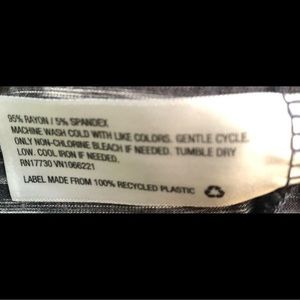 95% RAYON / 5% SPANDEX
MACHINE WASH COLD WITH LIKE COLORS. GENTLE CYCLE.
ONLY NON-CHLORINE BLEACH IF NEEDED. TUMBLE DRY
LOW. COOL IRON IF NEEDED.
RN17730 VN1066221
LABEL MADE FROM 100% RECYCLED PLASTIC